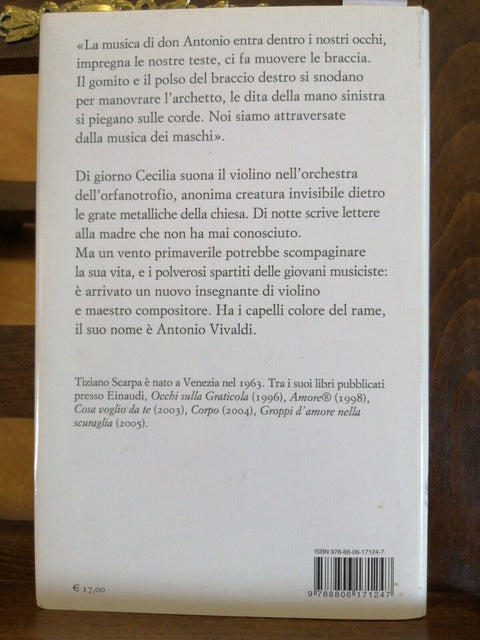 «La musica di don Antonio entra dentro i nostri occhi,
impregna le nostre teste, ci fa muovere le braccia.
Il gomito e il polso del braccio destro si snodano
per manovrare l'archetto, le dita della mano sinistra
si piegano sulle corde. Noi siamo attraversate
dalla musica dei maschi».
Di giorno Cecilia suona il violino nell'orchestra
dell'orfanotrofio, anonima creatura invisibile dietro
le grate metalliche della chiesa. Di notte scrive lettere
alla madre che non ha mai conosciuto.
Ma un vento primaverile potrebbe scompaginare
la sua vita, e i polverosi spartiti delle giovani musiciste:
è arrivato un nuovo insegnante di violino
e maestro compositore. Ha i capelli colore del rame,
il suo nome è Antonio Vivaldi.
Tiziano Scarpa è nato a Venezia nel 1963. Tra i suoi libri pubblicati
presso Einaudi, Occhi sulla Graticola (1996), Amore® (1998),
Cosa voglio da te (2003), Corpo (2004), Groppi d'amore nella
scuraglia (2005).
ISBN 978-88-06-17124-7
€ 17,00
9 788806 171247